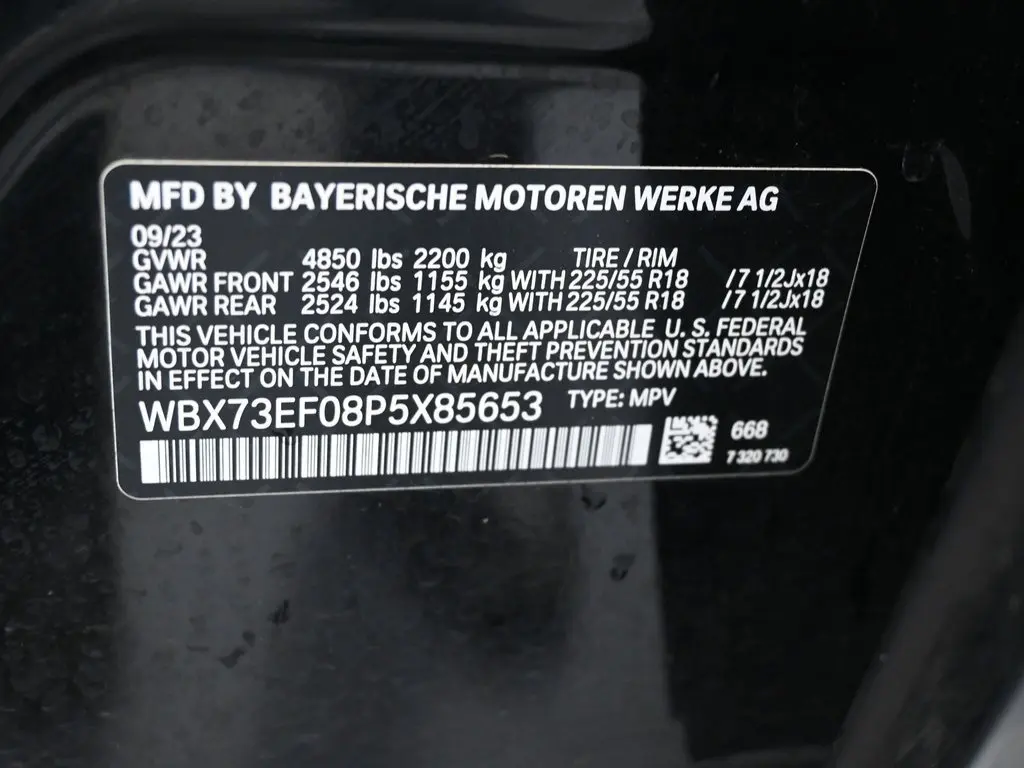 MFD BY BAYERISCHE MOTOREN WERKE AG
09/23
GVWR 4850 lbs 2200 kg TIRE / RIM
GAWR FRONT 2546 lbs 1155 kg WITH 225/55 R18 / 7 1/2Jx18
GAWR REAR 2524 lbs 1145 kg WITH 225/55 R18 / 7 1/2Jx18
THIS VEHICLE CONFORMS TO ALL APPLICABLE U. S. FEDERAL
MOTOR VEHICLE SAFETY AND THEFT PREVENTION STANDARDS
IN EFFECT ON THE DATE OF MANUFACTURE SHOWN ABOVE.
WBX73EF08P5X85653 TYPE: MPV
668
7 320 730